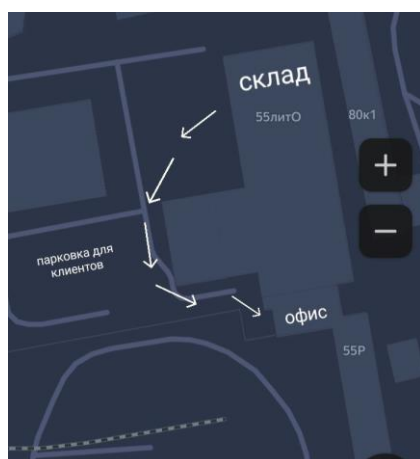 склад
55литО
80к1
парковка для
клиентов
офис
55Р